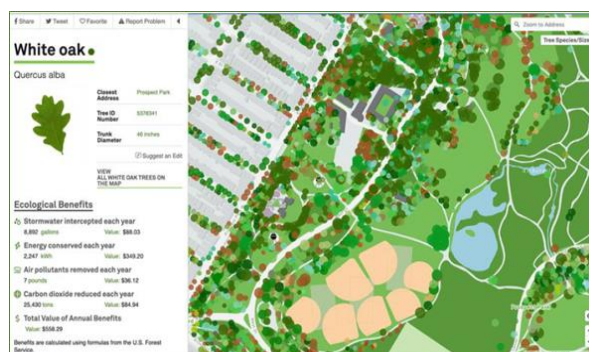 Share Tweet Favorite Report Problem
White oak
Quercus alba
Closest Address Prospect Park
Tree ID Number 5376341
Trunk Diameter 46 inches
Suggest an Edit
VIEW
ALL WHITE OAK TREES ON
THE MAP
Ecological Benefits
Stormwater intercepted each year
8,892 gallons Value: $88.03
Energy conserved each year
2,247 kWh Value: $349.20
Air pollutants removed each year
7 pounds Value: $36.12
Carbon dioxide reduced each year
25,430 tons Value: $84.94
$ Total Value of Annual Benefits
Value: $558.29
Benefits are calculated using formulas from the U.S. Forest
Service.
Zoom to Address
Tree Species/Size